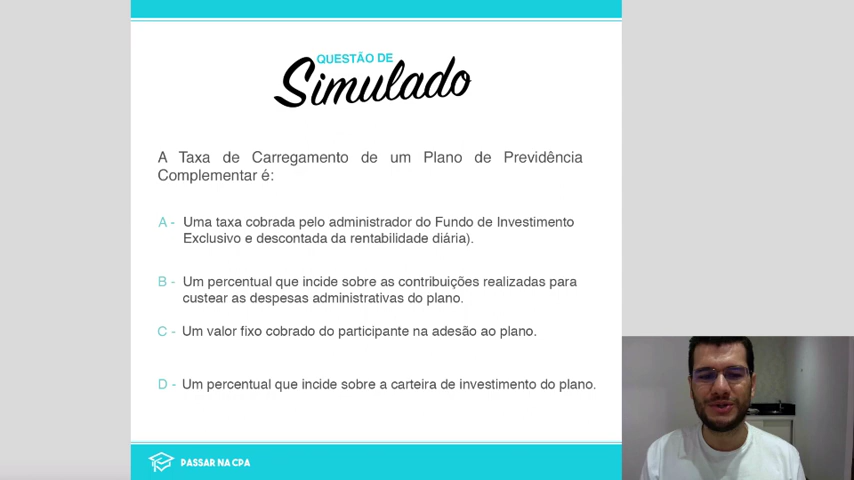 QUESTÃO DE
Simulado
A Taxa de Carregamento de um Plano de Previdência
Complementar é:
A - Uma taxa cobrada pelo administrador do Fundo de Investimento
Exclusivo e descontada da rentabilidade diária).
B - Um percentual que incide sobre as contribuições realizadas para
custear as despesas administrativas do plano.
C - Um valor fixo cobrado do participante na adesão ao plano.
D - Um percentual que incide sobre a carteira de investimento do plano.
PASSAR NA CPA